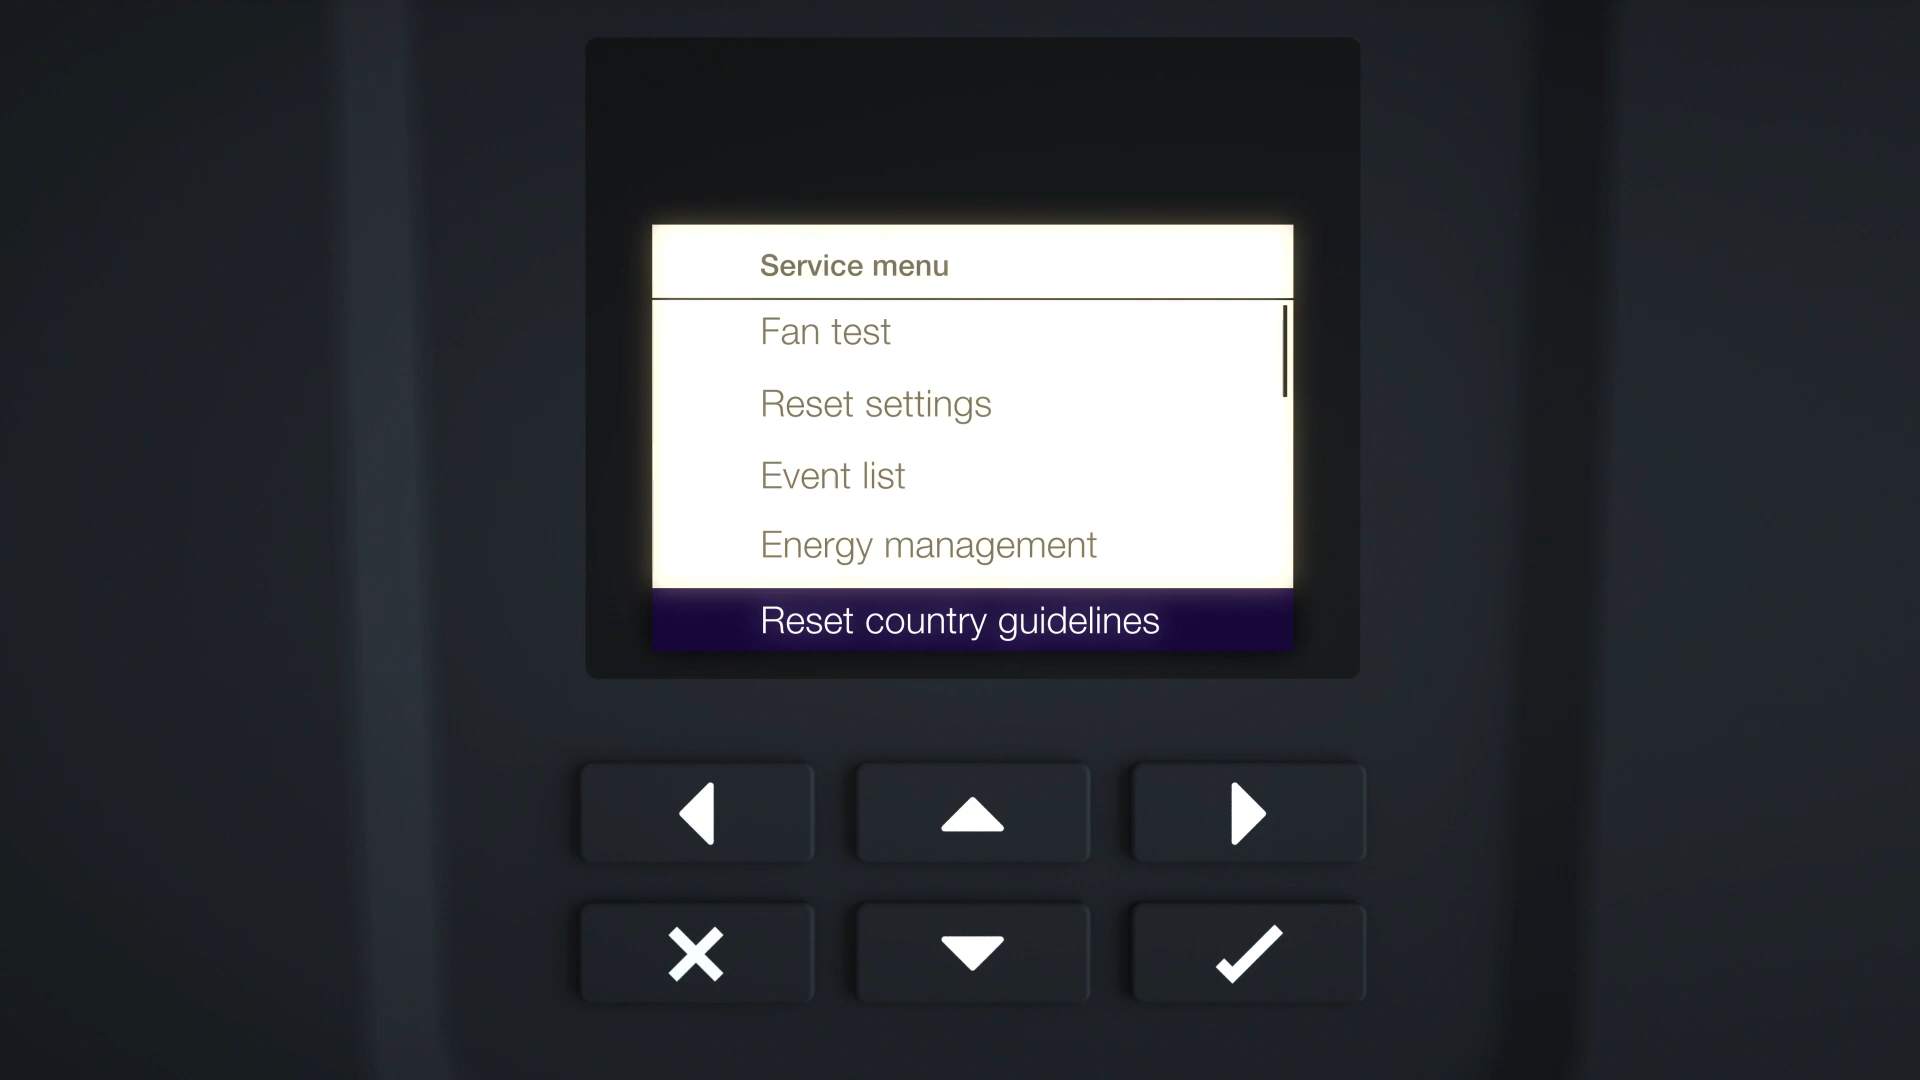 Service menu
Fan test
Reset settings
Event list
Energy management
Reset country guidelines